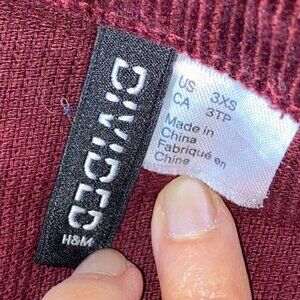 DIVIDED
H&M
US 3XS
CA 3TP
Made in
China
Fabriqué en
Chine